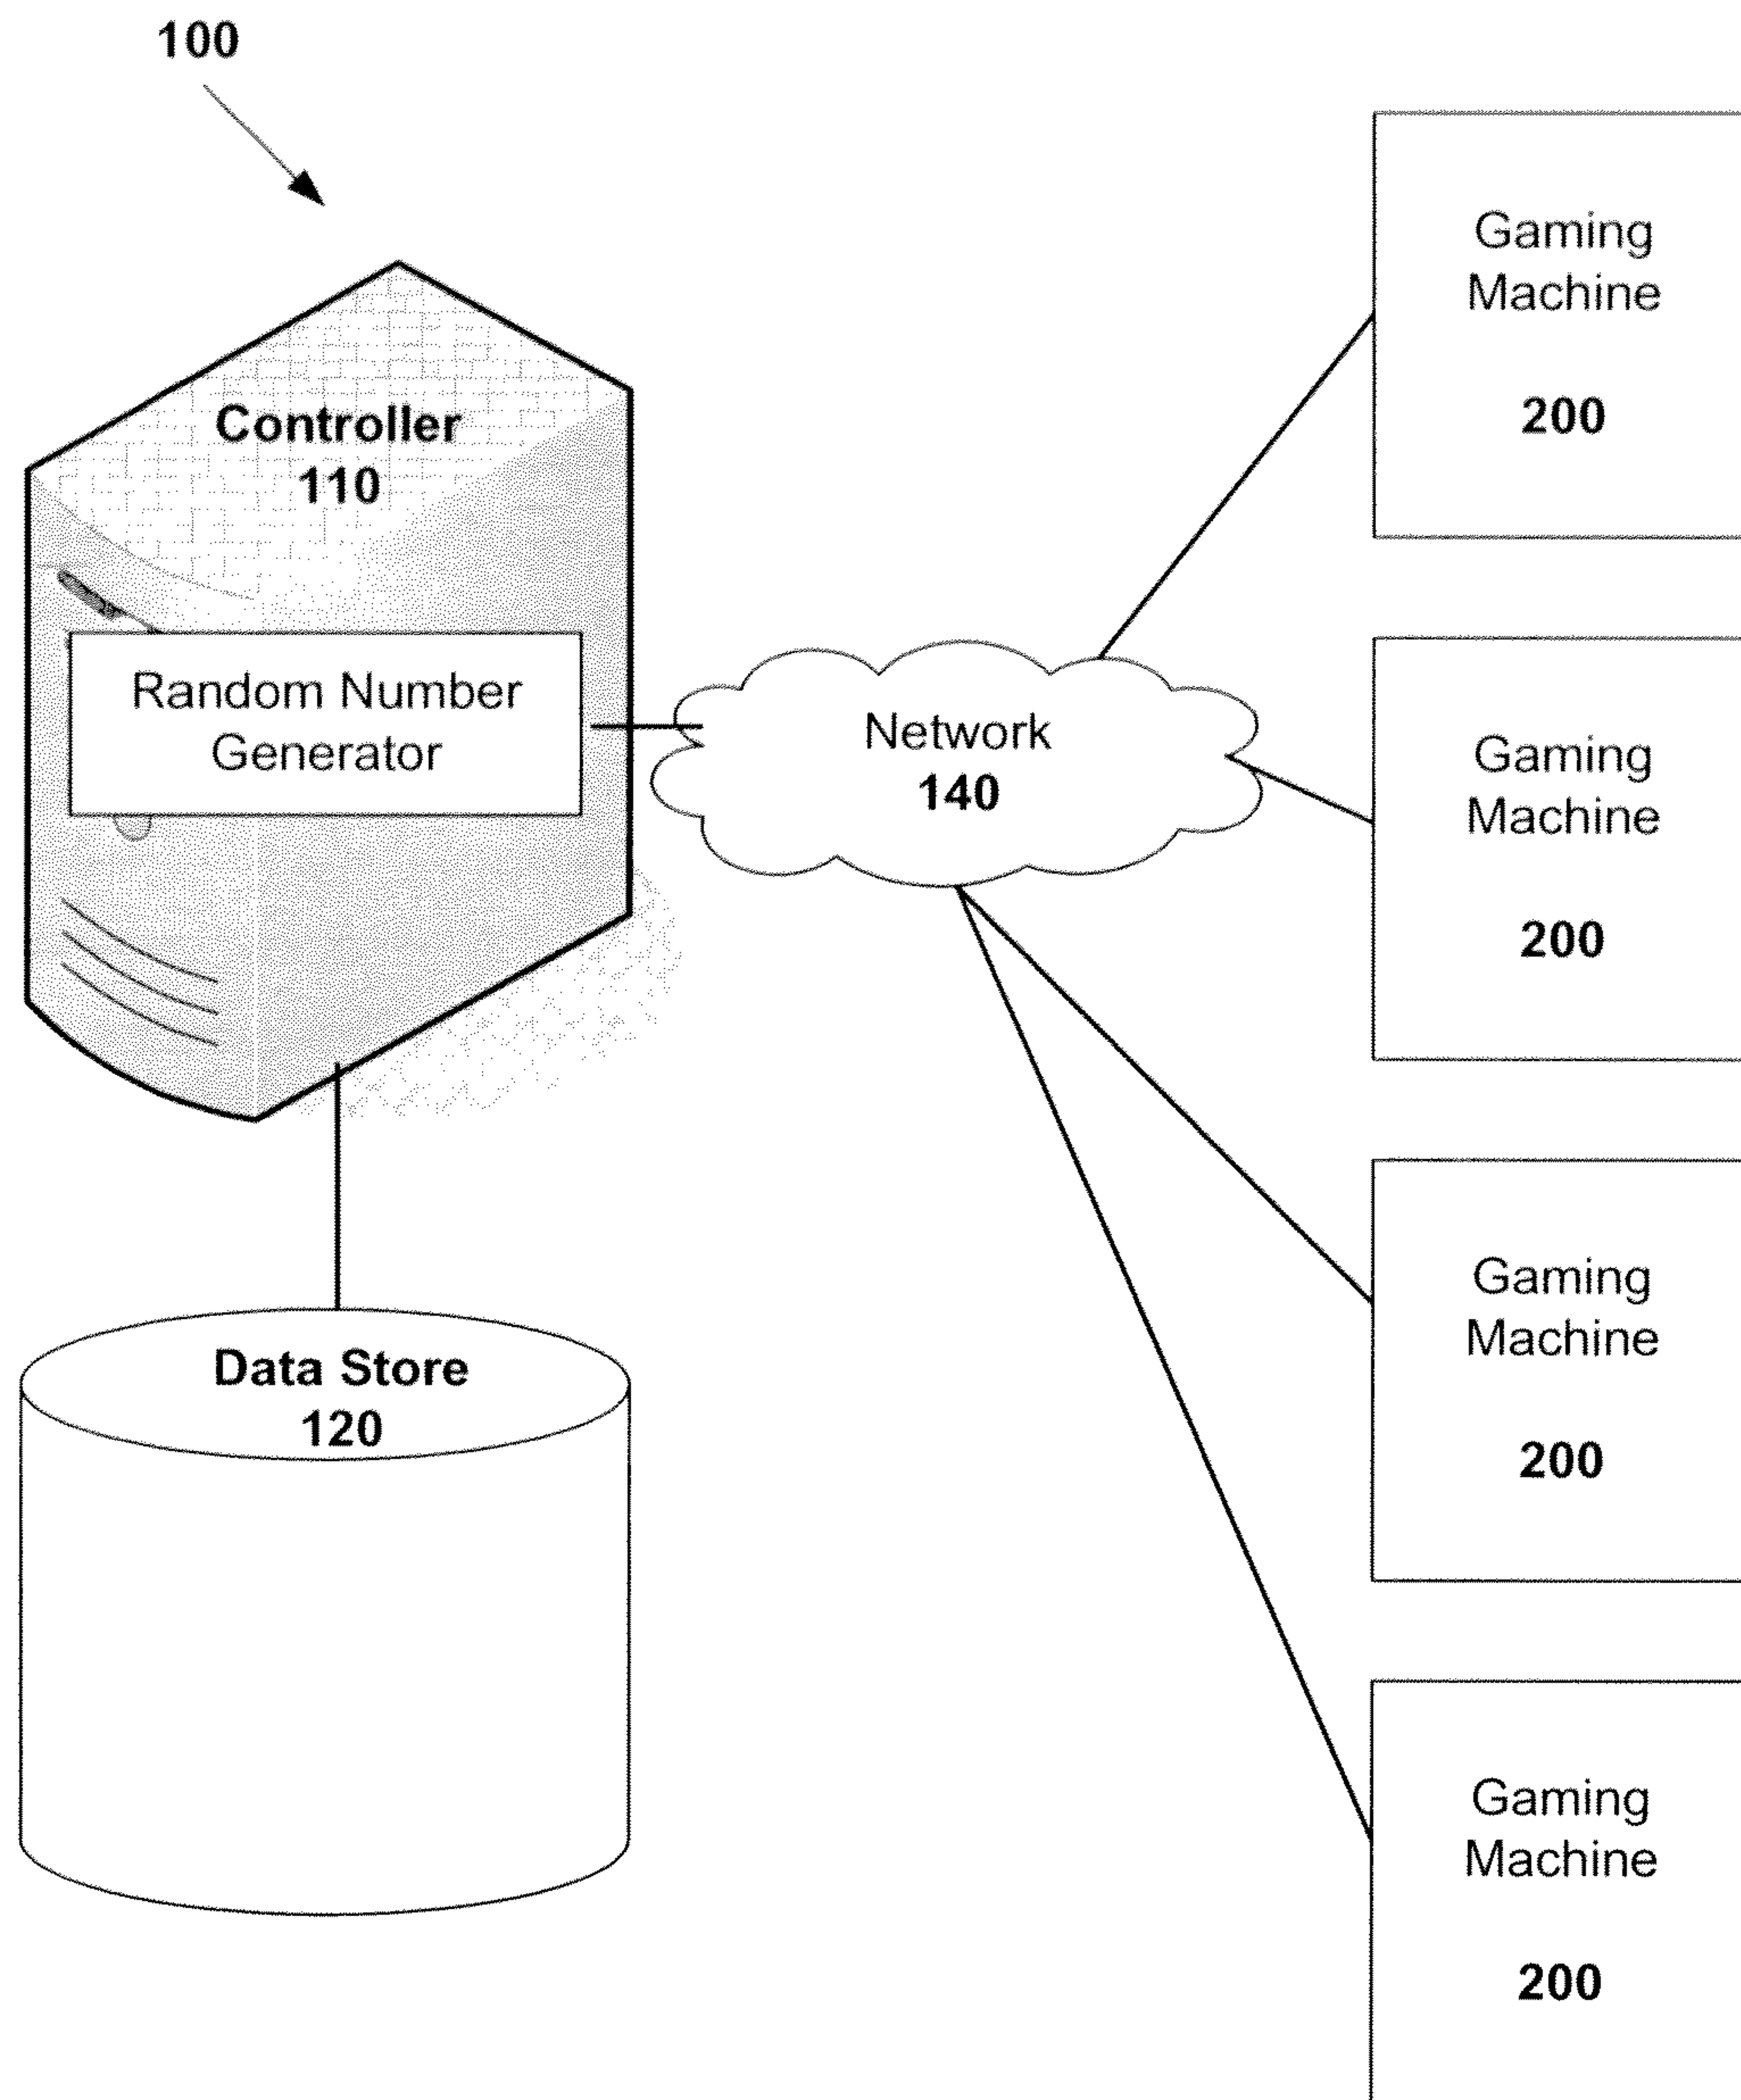 100
Controller
110
Random Number
Generator
Network
140
Data Store
120
Gaming
Machine
200
Gaming
Machine
200
Gaming
Machine
200
Gaming
Machine
200